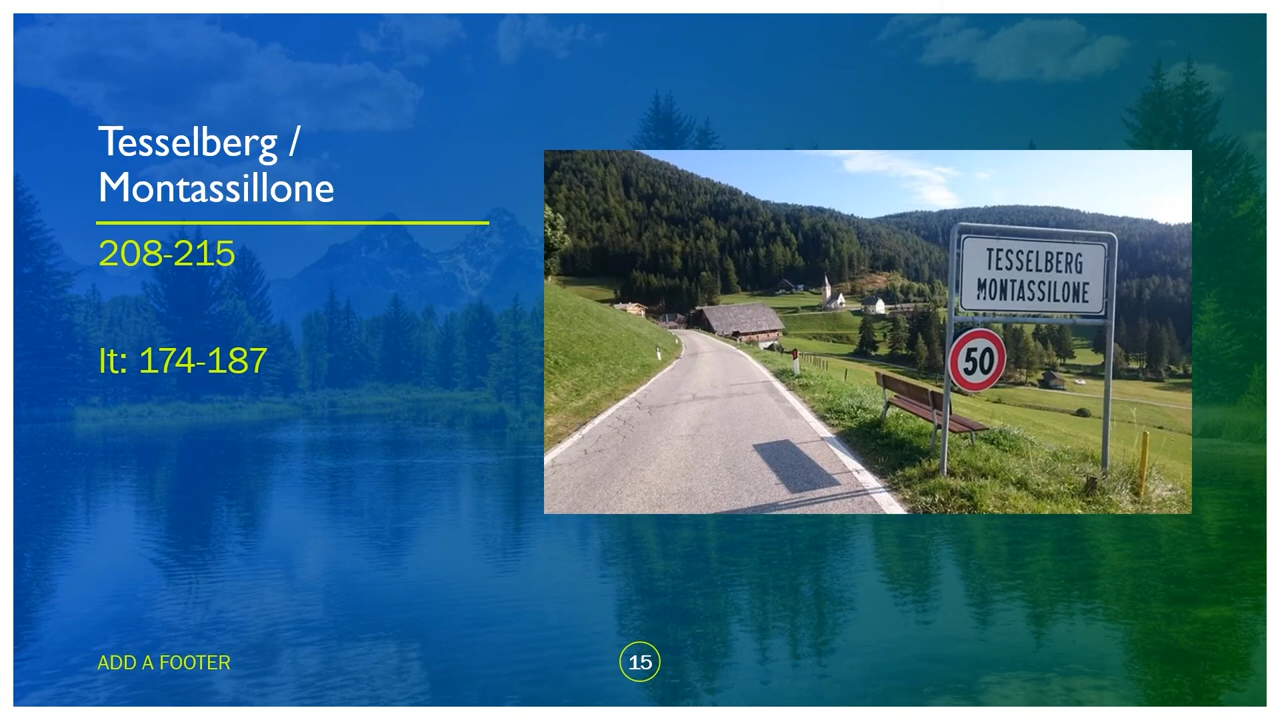 Tesselberg /
Montassillone
208-215
It: 174-187
TESSELBERG
MONTASSILONE
50
ADD A FOOTER
15